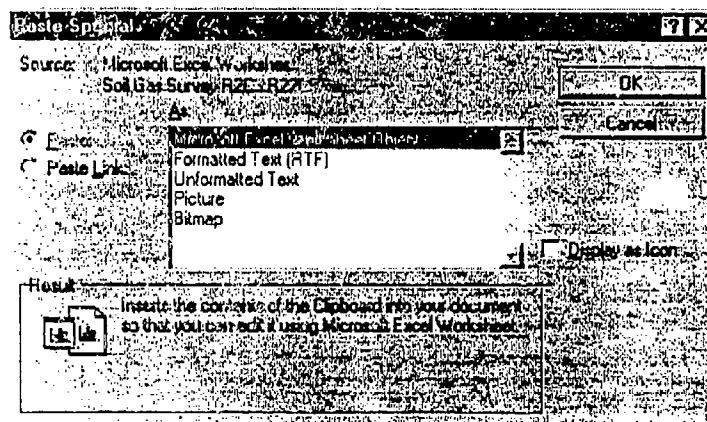 Paste Special
Source: Microsoft Excel Worksheet
Soil Gas Survey!
As:
Paste:
Paste Link:
Microsoft Excel Worksheet Object
Formatted Text (RTF)
Unformatted Text
Picture
Bitmap
OK
Cancel
Display as Icon
Result
Inserts the contents of the Clipboard into your document
so that you can edit it using Microsoft Excel Worksheet.